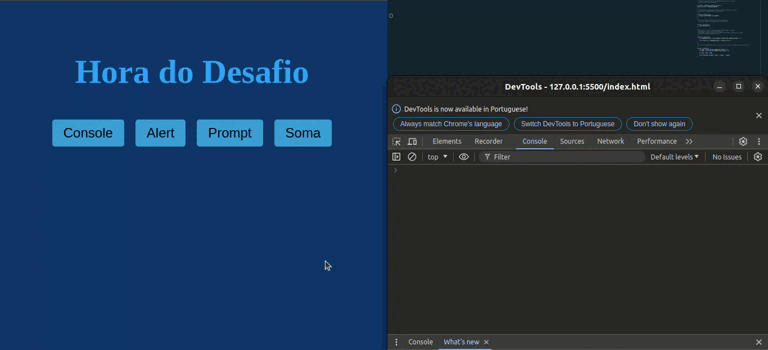 Hora do Desafio
Console Alert Prompt Soma
DevTools - 127.0.0.1:5500/index.html
DevTools is now available in Portuguese!
Always match Chrome's language Switch DevTools to Portuguese Don't show again
Elements Recorder Console Sources Network Performance
top Filter Default levels No Issues
Console What's new